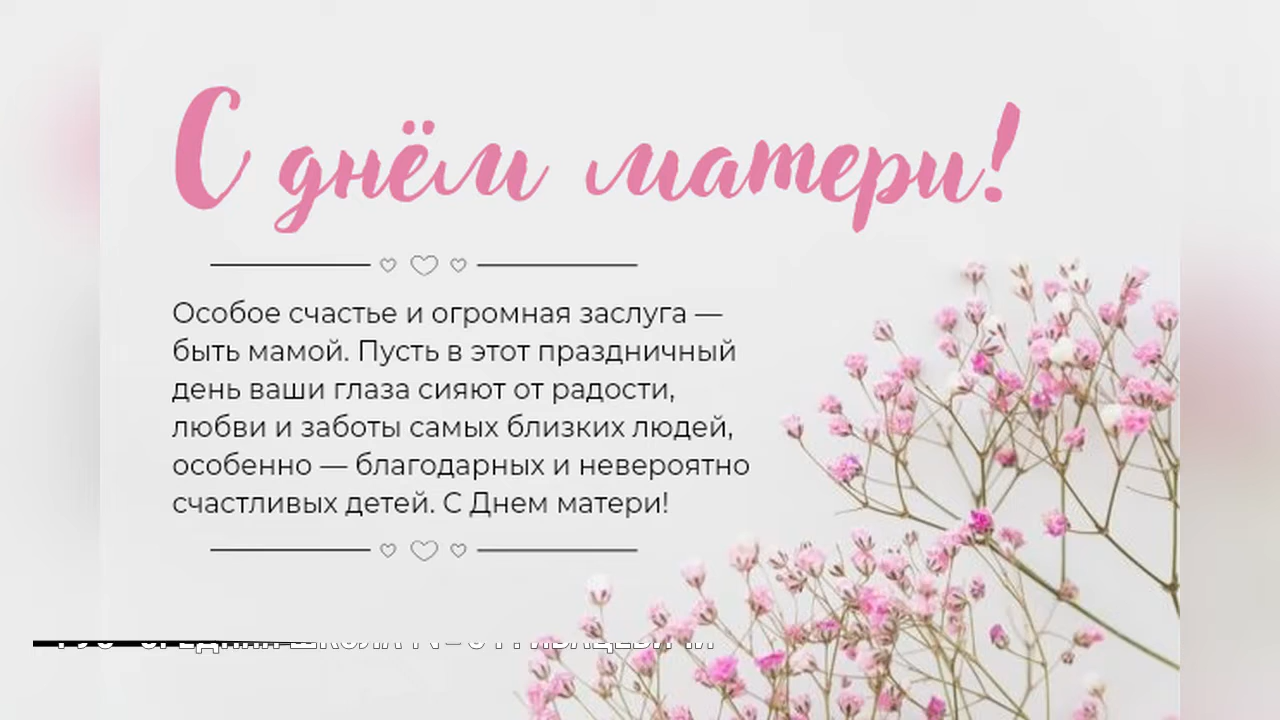 С днём матери!
Особое счастье и огромная заслуга —
быть мамой. Пусть в этот праздничный
день ваши глаза сияют от радости,
любви и заботы самых близких людей,
особенно — благодарных и невероятно
счастливых детей. С Днем матери!